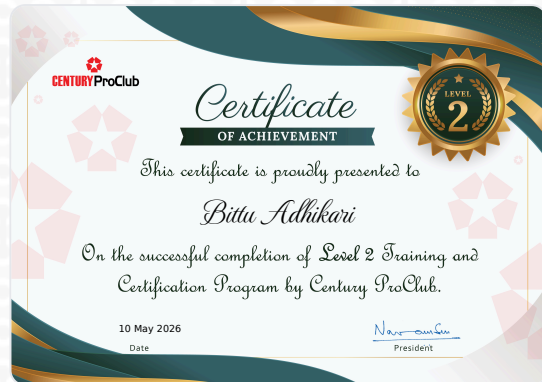 CENTURY ProClub
Certificate
OF ACHIEVEMENT
LEVEL
2
This certificate is proudly presented to
Bittu Adhikari
On the successful completion of Level 2 Training and
Certification Program by Century ProClub.
10 May 2026
Date
President